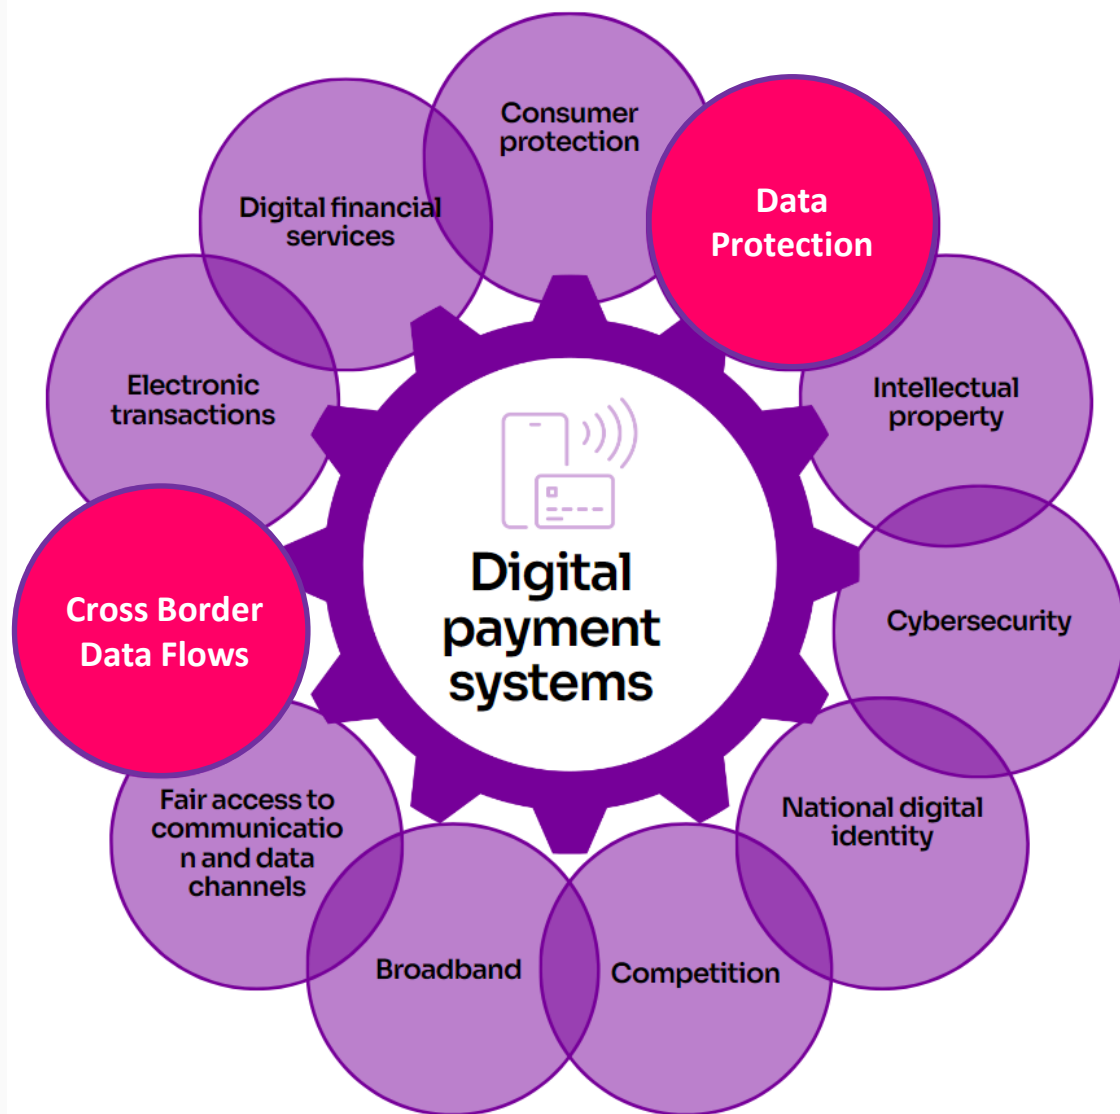 Consumer
protection
Data
Protection
Digital financial
services
Electronic
transactions
Intellectual
property
Digital
payment
systems
Cross Border
Data Flows
Cybersecurity
Fair access to
communicatio
n and data
channels
National digital
identity
Broadband
Competition